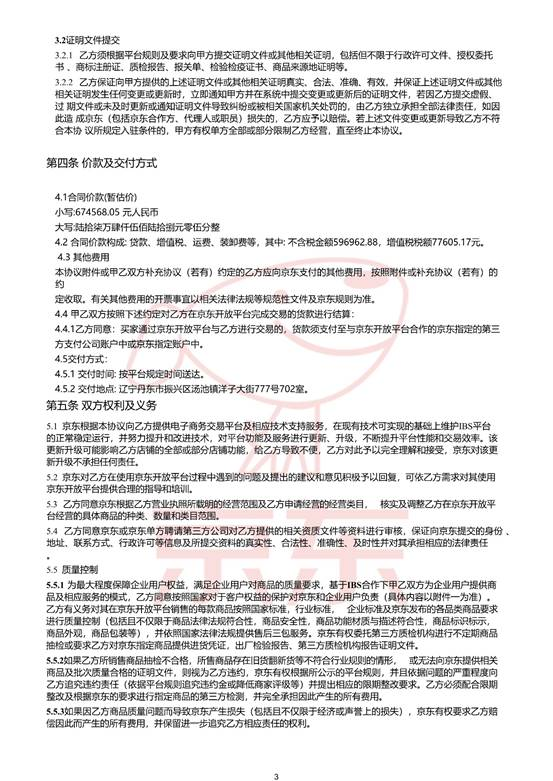 3.2证明文件提交
3.2.1 乙方须根据平台规则及要求向甲方提交证明文件或其他相关证明，包括但不限于行政许可文件、授权委托
书 、商标注册证、质检报告、报关单、检验检疫证书、商品来源地证明等。
3.2.2 乙方保证向甲方提供的上述证明文件或其他相关证明真实、合法、准确、有效，并保证上述证明文件或其他
相关证明发生任何变更或更新时，立即通知甲方并在系统中提交变更或更新后的证明文件，若因乙方提交虚假、
过 期文件或未及时更新或通知证明文件导致纠纷或被相关国家机关处罚的，由乙方独立承担全部法律责任，如因
此造 成京东（包括京东合作方、代理人或职员）损失的，乙方应予以赔偿。若上述文件变更或更新导致乙方不符
合本协 议所规定入驻条件的，甲方有权单方全部或部分限制乙方经营，直至终止本协议。
第四条 价款及交付方式
4.1合同价款(暂估价)
小写:674568.05 元人民币
大写:陆拾柒万肆仟伍佰陆拾捌元零伍分整
4.2 合同价款构成: 货款、增值税、运费、装卸费等，其中: 不含税金额596962.88，增值税税额77605.17元。
4.3 其他费用
本协议附件或甲乙双方补充协议（若有）约定的乙方应向京东支付的其他费用，按照附件或补充协议（若有）的
约
定收取。有关其他费用的开票事宜以相关法律法规等规范性文件及京东规则为准。
4.4 甲乙双方按照下述约定对乙方在京东开放平台完成交易的货款进行结算：
4.4.1乙方同意：买家通过京东开放平台与乙方进行交易的，货款须支付至与京东开放平台合作的京东指定的第三
方支付公司账户中或京东指定账户中。
4.5交付方式：
4.5.1 交付时间: 按平台规定时间送达。
4.5.2 交付地点: 辽宁丹东市振兴区汤池镇洋子大街777号702室。
第五条 双方权利及义务
5.1 京东根据本协议向乙方提供电子商务交易平台及相应技术支持服务，在现有技术可实现的基础上维护IBS平台
的正常稳定运行，并努力提升和改进技术，对平台功能及服务进行更新、升级，不断提升平台性能和交易效率。该
更新升级可能影响乙方店铺的全部或部分店铺功能，给乙方导致不便，乙方对此予以完全理解和接受，京东对该更
新升级不承担任何责任。
5.2 京东对乙方在使用京东开放平台过程中遇到的问题及提出的建议和意见积极予以回复，可依乙方需求对其使用
京东开放平台提供合理的指导和培训。
5.3 乙方同意京东根据乙方营业执照所载明的经营范围及乙方申请经营的经营类目， 核实及调整乙方在京东开放平
台经营的具体商品的种类、数量和类目范围。
5.4 乙方同意京东或京东单方聘请第三方公司对乙方提供的相关资质文件等资料进行审核，保证向京东提交的身份 、
地址、联系方式、行政许可等信息及所提交资料的真实性、合法性、准确性、及时性并对其承担相应的法律责任
。
5.5 质量控制
5.5.1 为最大程度保障企业用户权益，满足企业用户对商品的质量要求，基于IBS合作下甲乙双方为企业用户提供商
品及相应服务的模式，乙方同意按照国家对于客户权益的保护对京东和企业用户负责（具体内容以附件一为准）。
乙方有义务对其在京东开放平台销售的每款商品按照国家标准，行业标准， 企业标准及京东发布的各品类商品要求
进行质量控制（包括且不仅限于商品法律法规符合性，商品安全性，商品功能材质与描述符合性，商品标识标示，
商品外观，商品包装等），并依照国家法律法规提供售后三包服务。京东有权委托第三方质检机构进行不定期商品
抽检或要求乙方对京东指定商品提供进货凭证，出厂检验报告、第三方质检机构报告证明文件。
5.5.2如果乙方所销售商品抽检不合格，所售商品存在旧货翻新货等不符合行业规则的情形， 或无法向京东提供相关
商品及批次质量合格的证明文件，则视为乙方违约，京东有权根据所公示的平台规则，并且依据问题的严重程度向
乙方追究违约责任（依据平台规则追究违约金或降低商家评级等）并提出相应的限期整改要求。乙方必须配合限期
整改及根据京东的要求进行指定商品的第三方检测，并完全承担因此产生的所有费用。
5.5.3如果因乙方商品质量问题而导致京东产生损失（包括且不仅限于经济或声誉上的损失），京东有权要求乙方赔
偿因此而产生的所有费用，并保留进一步追究乙方相应责任的权利。
京东
3